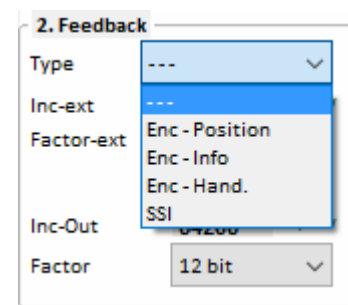 2. Feedback
Type ---
Inc-ext
---
Factor-ext
Enc - Position
Enc - Info
Enc - Hand.
SSI
Inc-Out
Factor 12 bit